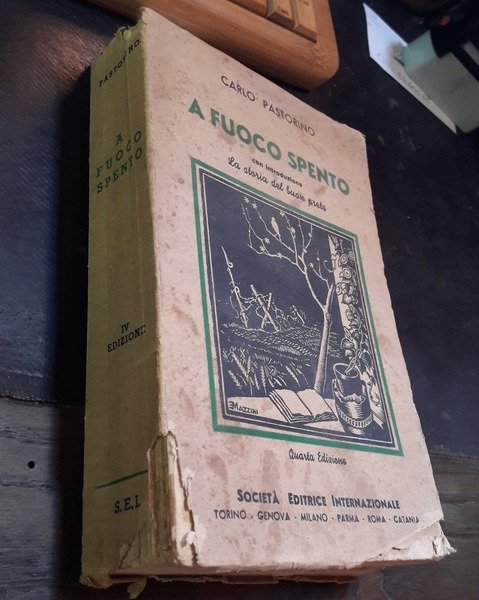 PASTORINO
A
FUOCO
SPENTO
IV
EDIZIONE
S.E.I.
CARLO PASTORINO
A FUOCO SPENTO
con introduzione
La storia del buon prete
MAZZINI
Quarta Edizione
SOCIETÀ EDITRICE INTERNAZIONALE
TORINO - GENOVA - MILANO - PARMA - ROMA - CATANIA